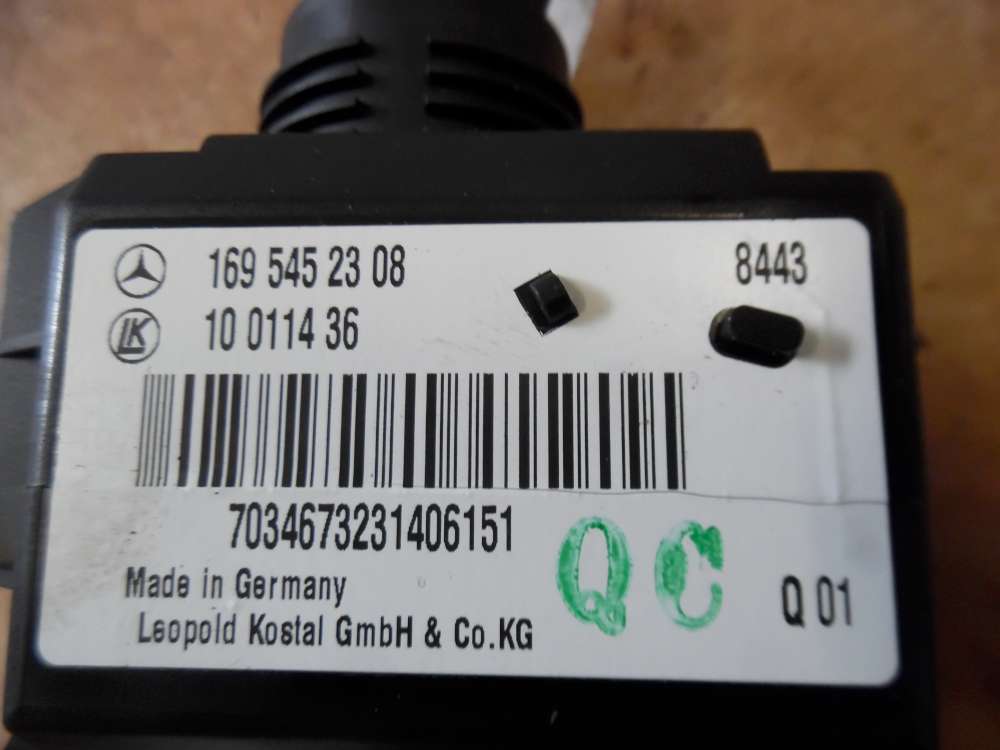 169 545 23 08
8443
LK
10 0114 36
7034673231406151
Made in Germany
QC
Q 01
Leopold Kostal GmbH & Co.KG